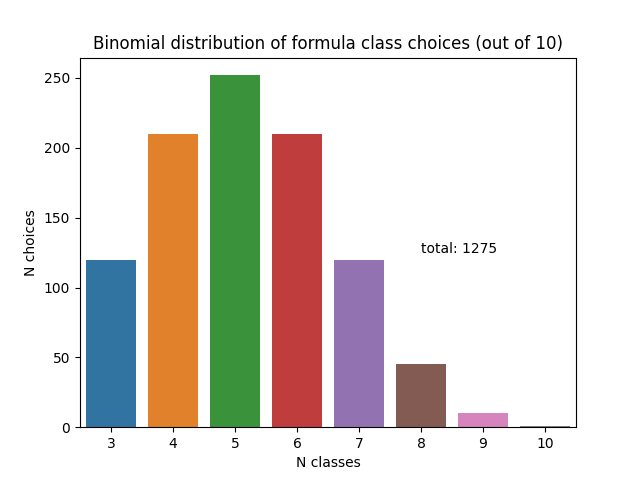 Binomial distribution of formula class choices (out of 10)
250
200
150
100
50
0
N choices
total: 1275
3 4 5 6 7 8 9 10
N classes